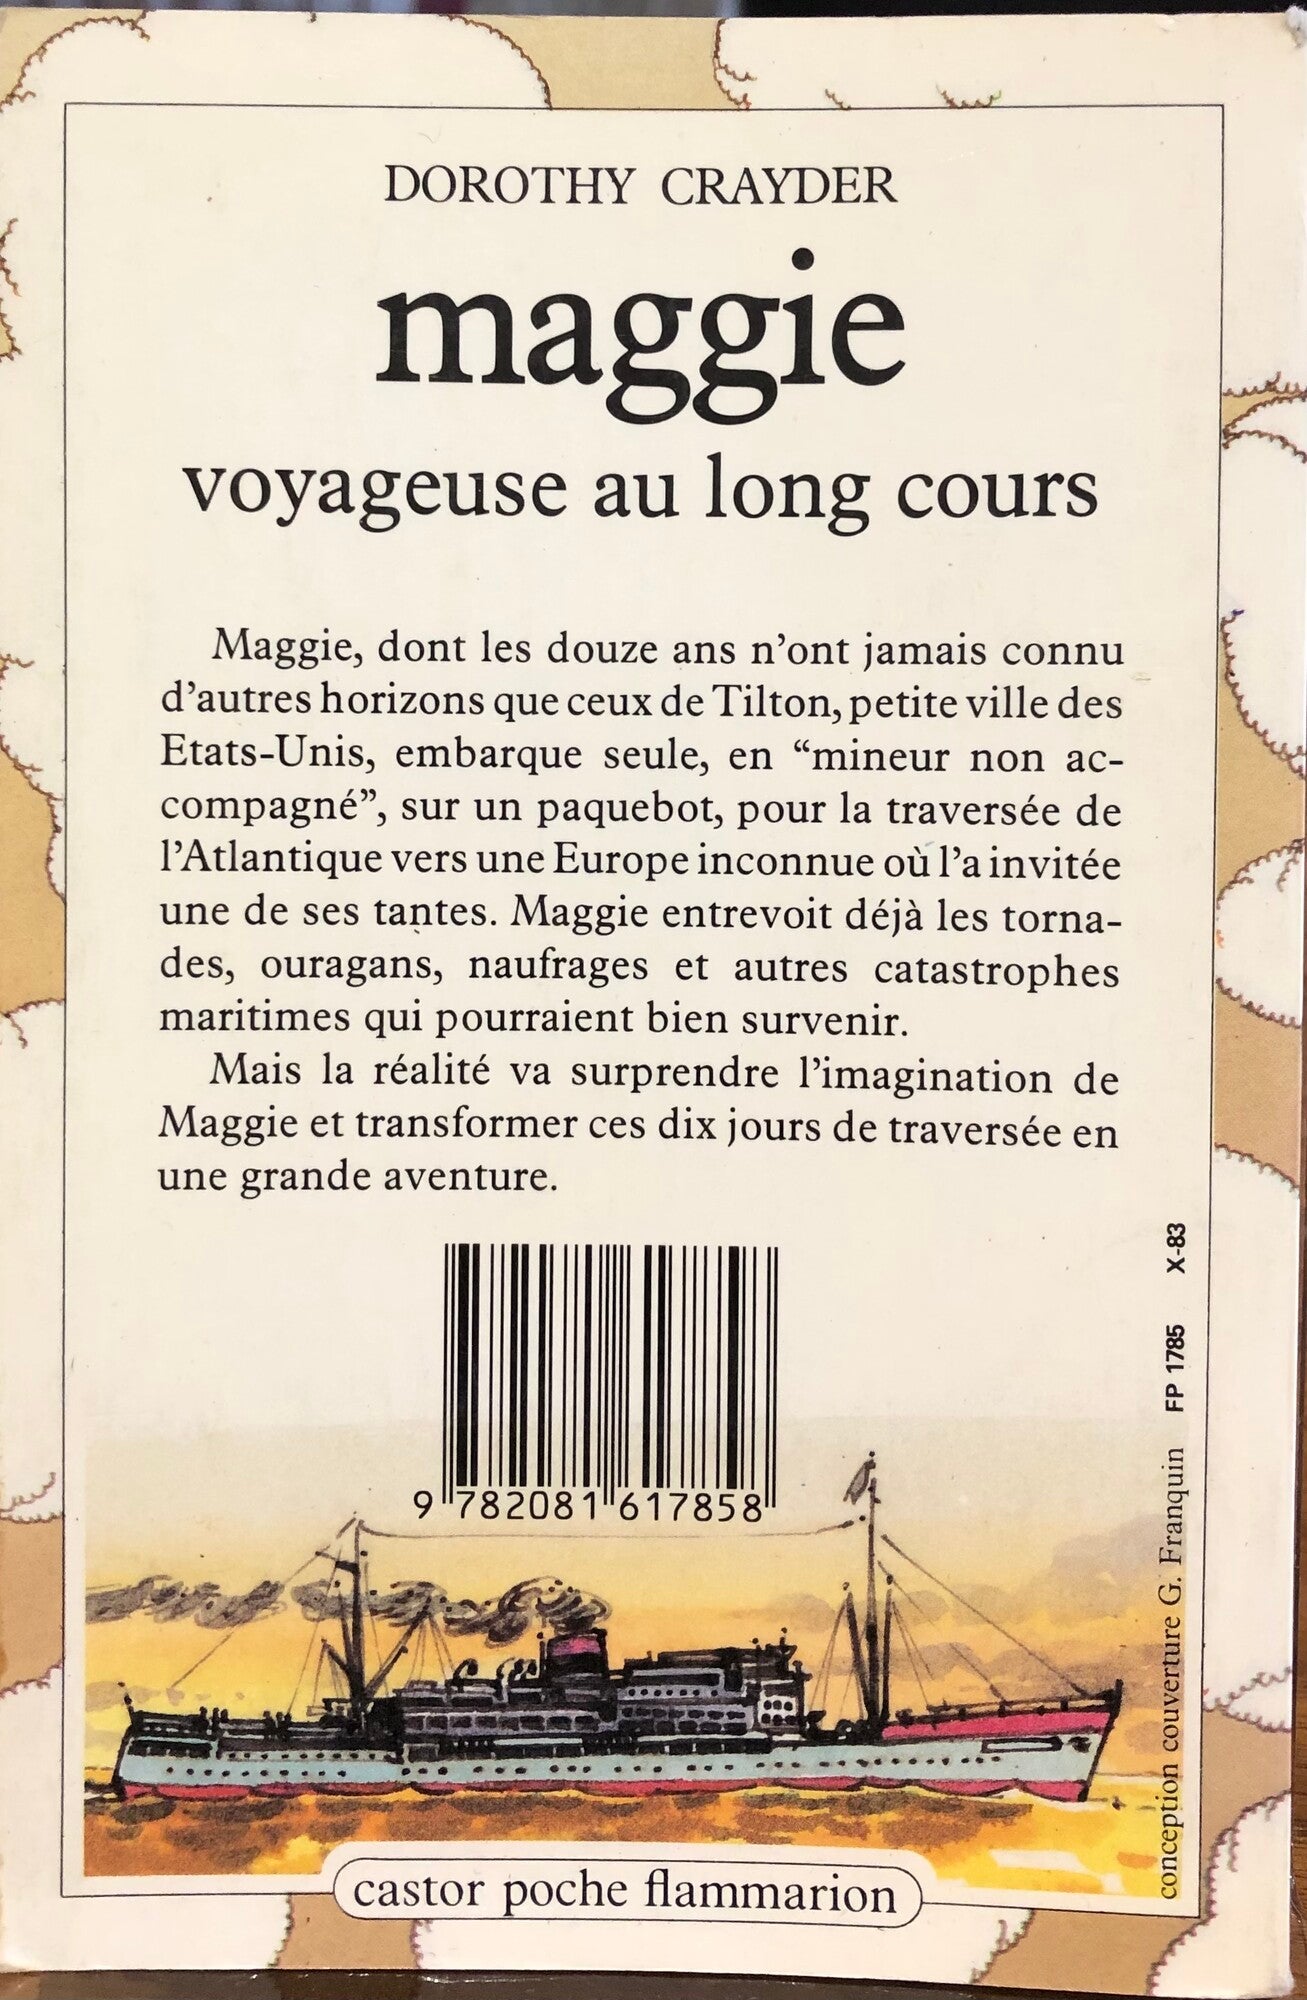 DOROTHY CRAYDER
maggie
voyageuse au long cours
Maggie, dont les douze ans n'ont jamais connu
d'autres horizons que ceux de Tilton, petite ville des
Etats-Unis, embarque seule, en “mineur non ac-
compagné”, sur un paquebot, pour la traversée de
l'Atlantique vers une Europe inconnue où l'a invitée
une de ses tantes. Maggie entrevoit déjà les torna-
des, ouragans, naufrages et autres catastrophes
maritimes qui pourraient bien survenir.
Mais la réalité va surprendre l'imagination de
Maggie et transformer ces dix jours de traversée en
une grande aventure.
9 782081 617858
conception couverture G. Franquin FP 1785 X-83
castor poche flammarion